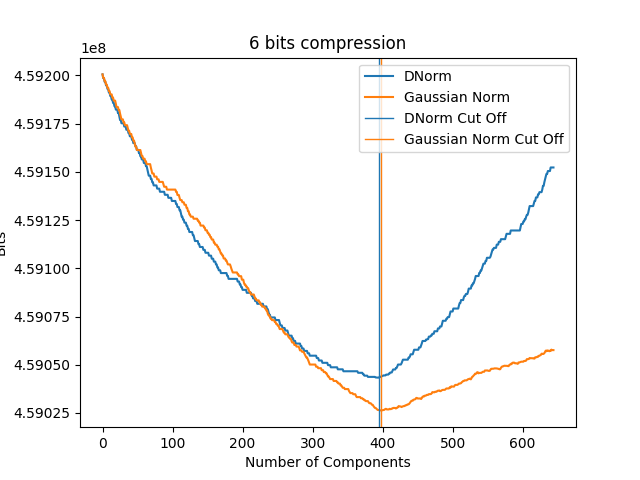 6 bits compression
1e8
DNorm
Gaussian Norm
DNorm Cut Off
Gaussian Norm Cut Off
4.59200
4.59175
4.59150
4.59125
4.59100
4.59075
4.59050
4.59025
Bits
0 100 200 300 400 500 600
Number of Components